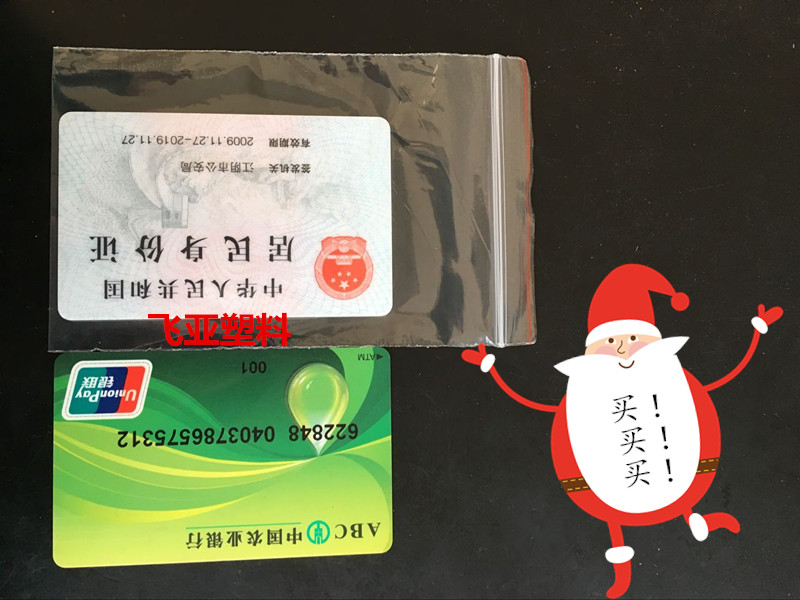 中华人民共和国
居民身份证
签发机关 江阴市公安局
有效期限 2009.11.27-2019.11.27
飞亚塑料
ABC 中国农业银行
622848 0403786575312
001
◀ATM
UnionPay
银联
买！
买！
买！